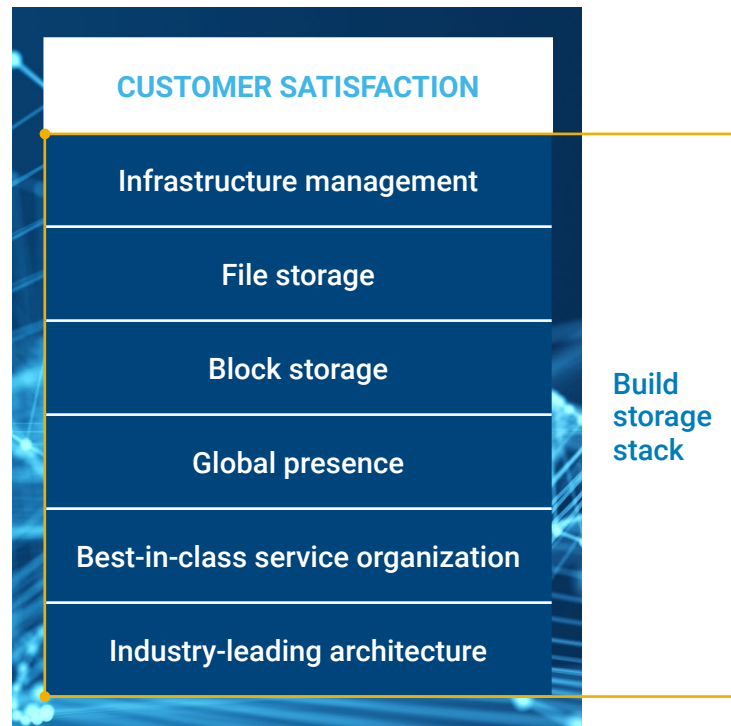 CUSTOMER SATISFACTION
Infrastructure management
File storage
Block storage
Global presence
Best-in-class service organization
Industry-leading architecture
Build
storage
stack